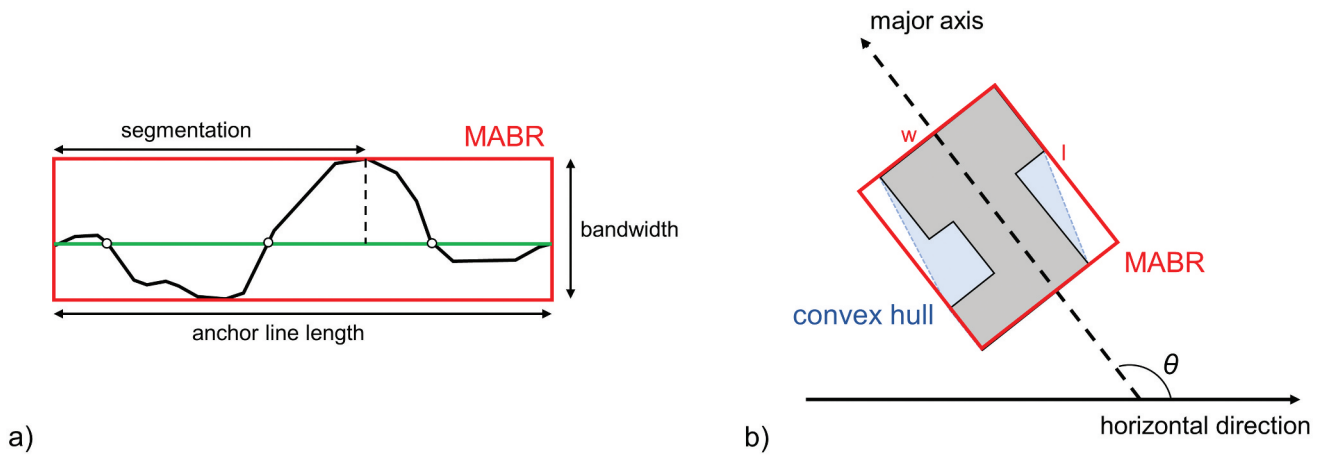 segmentation
MABR
bandwidth
anchor line length
a)
major axis
w
l
MABR
convex hull
θ
horizontal direction
b)